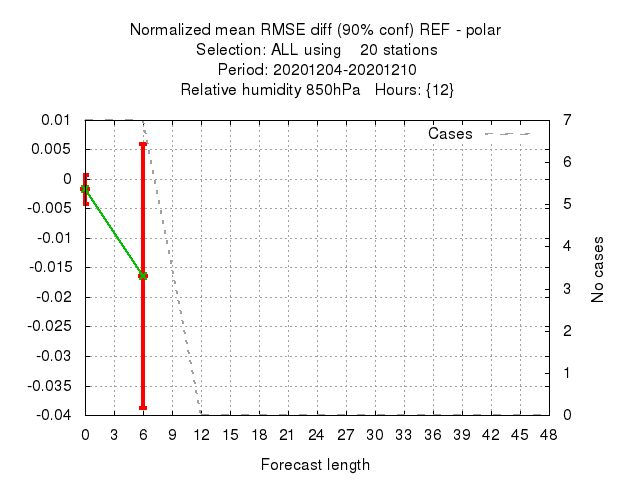 Normalized mean RMSE diff (90% conf) REF - polar
Selection: ALL using 20 stations
Period: 20201204-20201210
Relative humidity 850hPa Hours: {12}
Cases
0.01
0.005
0
-0.005
-0.01
-0.015
-0.02
-0.025
-0.03
-0.035
-0.04
7
6
5
4
3
2
1
0
No cases
0 3 6 9 12 15 18 21 24 27 30 33 36 39 42 45 48
Forecast length